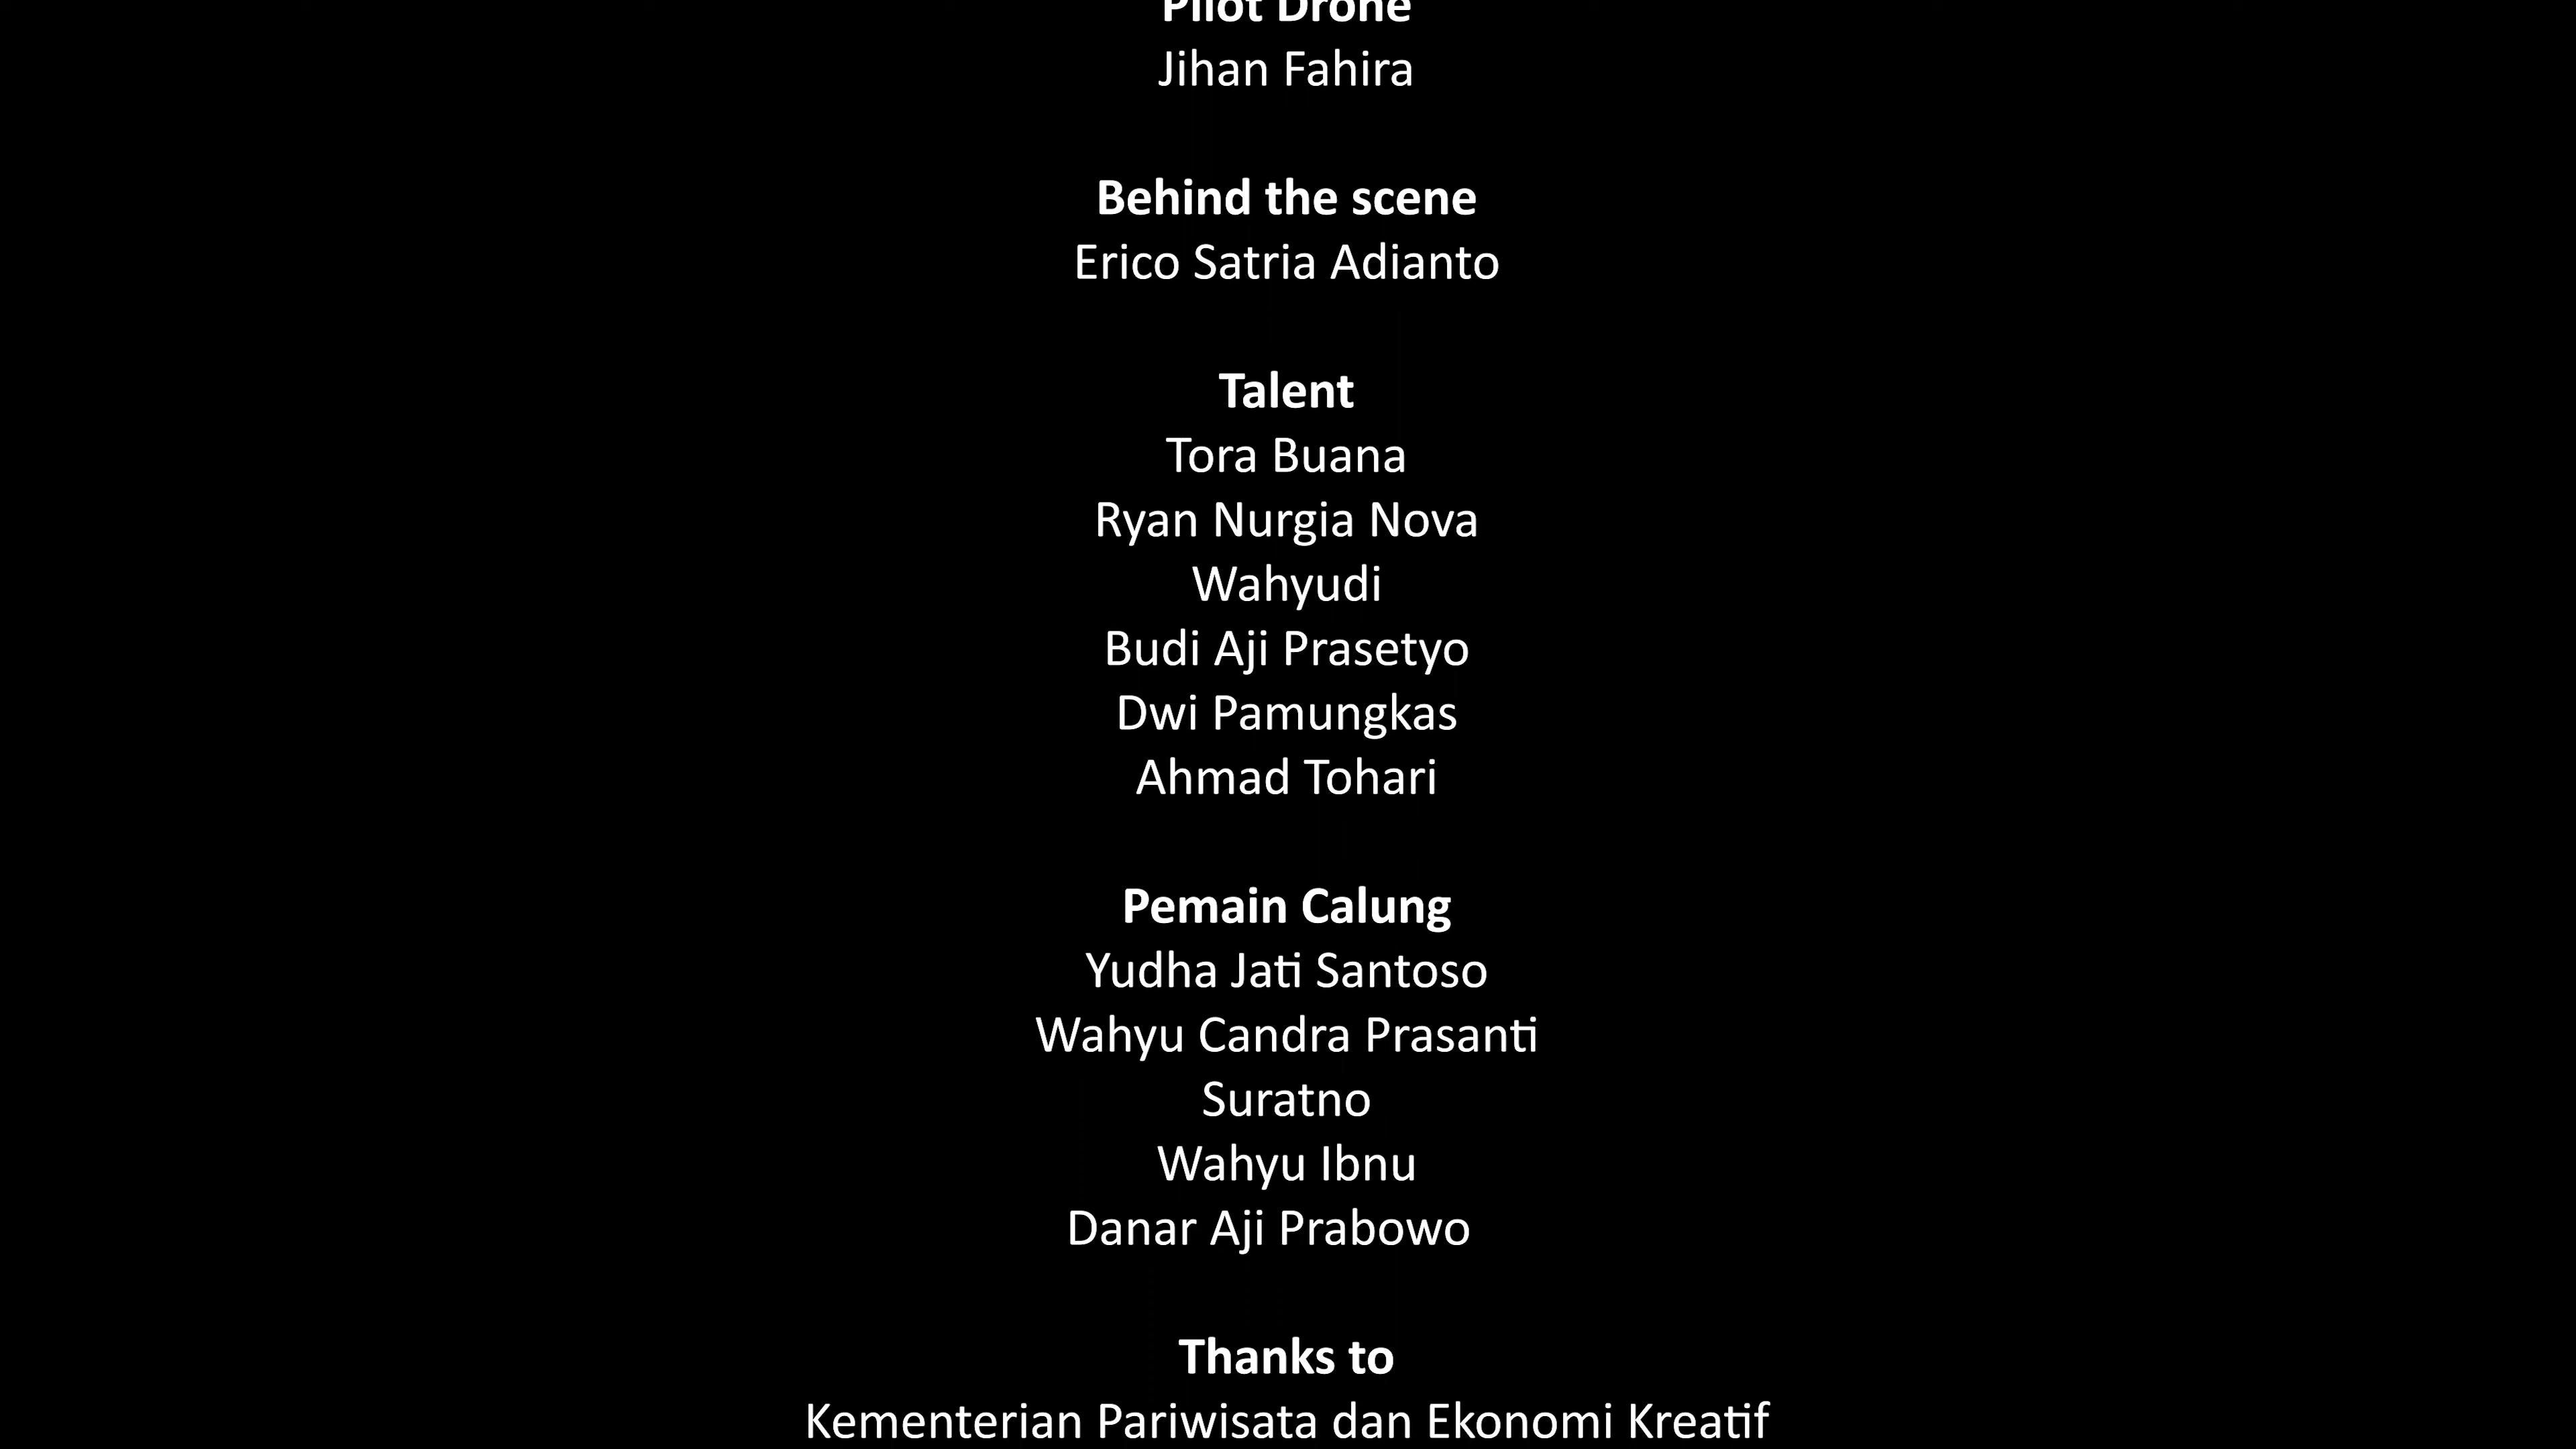 Pilot Drone
Jihan Fahira
Behind the scene
Erico Satria Adianto
Talent
Tora Buana
Ryan Nurgia Nova
Wahyudi
Budi Aji Prasetyo
Dwi Pamungkas
Ahmad Tohari
Pemain Calung
Yudha Jati Santoso
Wahyu Candra Prasanti
Suratno
Wahyu Ibnu
Danar Aji Prabowo
Thanks to
Kementerian Pariwisata dan Ekonomi Kreatif